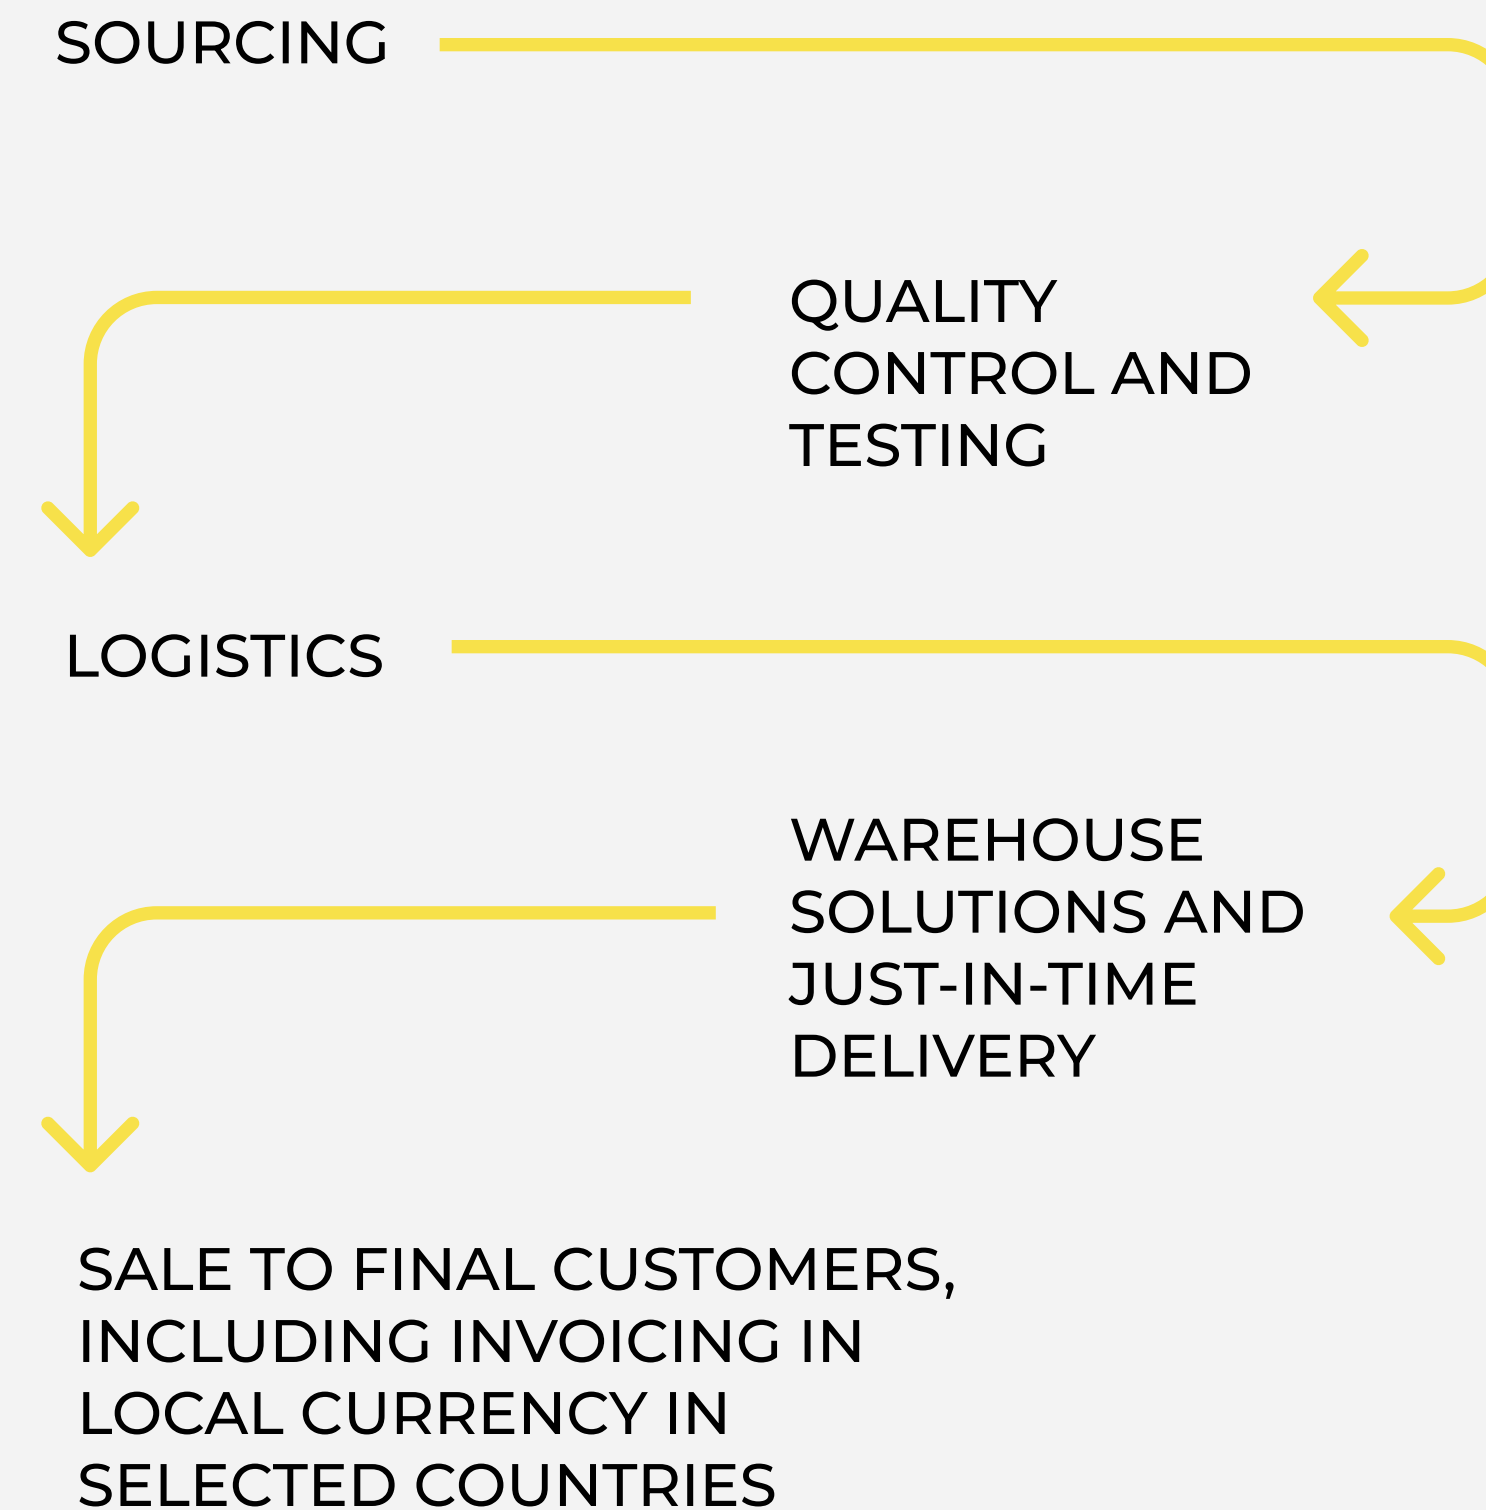 SOURCING
QUALITY
CONTROL AND
TESTING
LOGISTICS
WAREHOUSE
SOLUTIONS AND
JUST-IN-TIME
DELIVERY
SALE TO FINAL CUSTOMERS,
INCLUDING INVOICING IN
LOCAL CURRENCY IN
SELECTED COUNTRIES